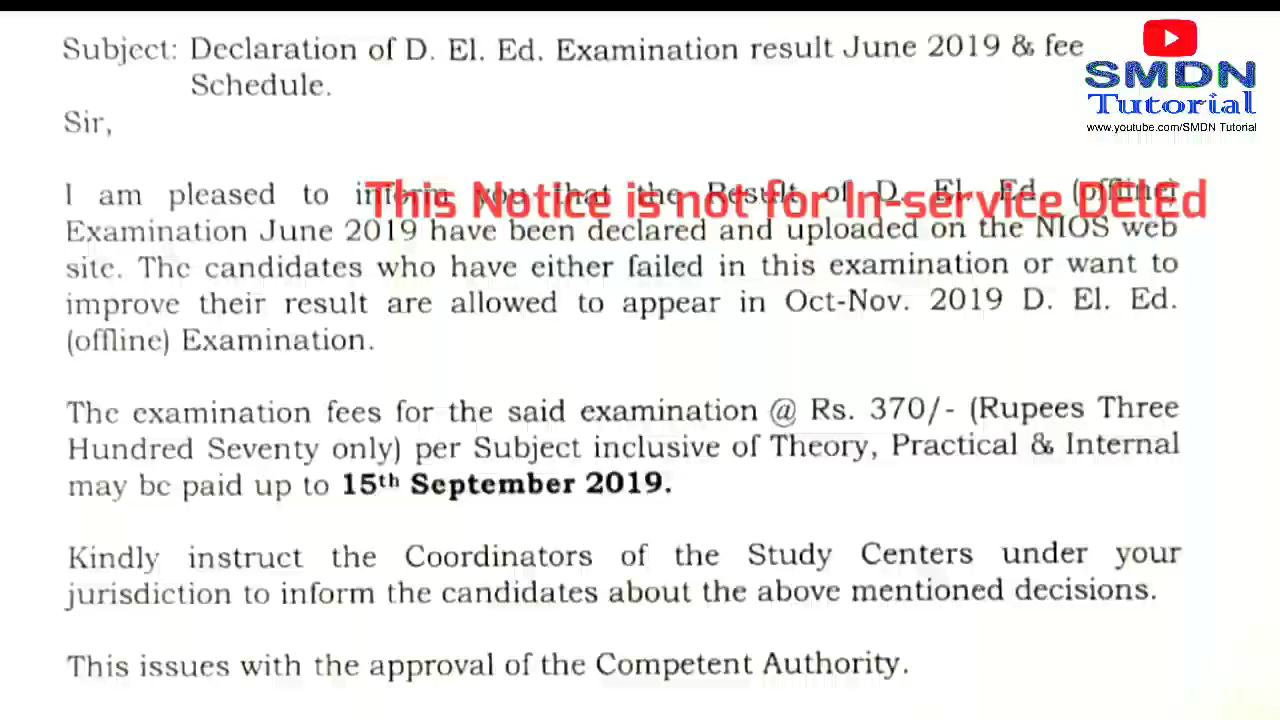 Subject: Declaration of D. El. Ed. Examination result June 2019 & fee
Schedule.
SMDN
Tutorial
www.youtube.com/SMDN Tutorial
Sir,
I am pleased to inform you that the Result of D. El. Ed (offline)
This Notice is not for In-service DElEd
Examination June 2019 have been declared and uploaded on the NIOS web
site. The candidates who have either failed in this examination or want to
improve their result are allowed to appear in Oct-Nov. 2019 D. El. Ed.
(offline) Examination.
The examination fees for the said examination @ Rs. 370/- (Rupees Three
Hundred Seventy only) per Subject inclusive of Theory, Practical & Internal
may be paid up to 15th September 2019.
Kindly instruct the Coordinators of the Study Centers under your
jurisdiction to inform the candidates about the above mentioned decisions.
This issues with the approval of the Competent Authority.